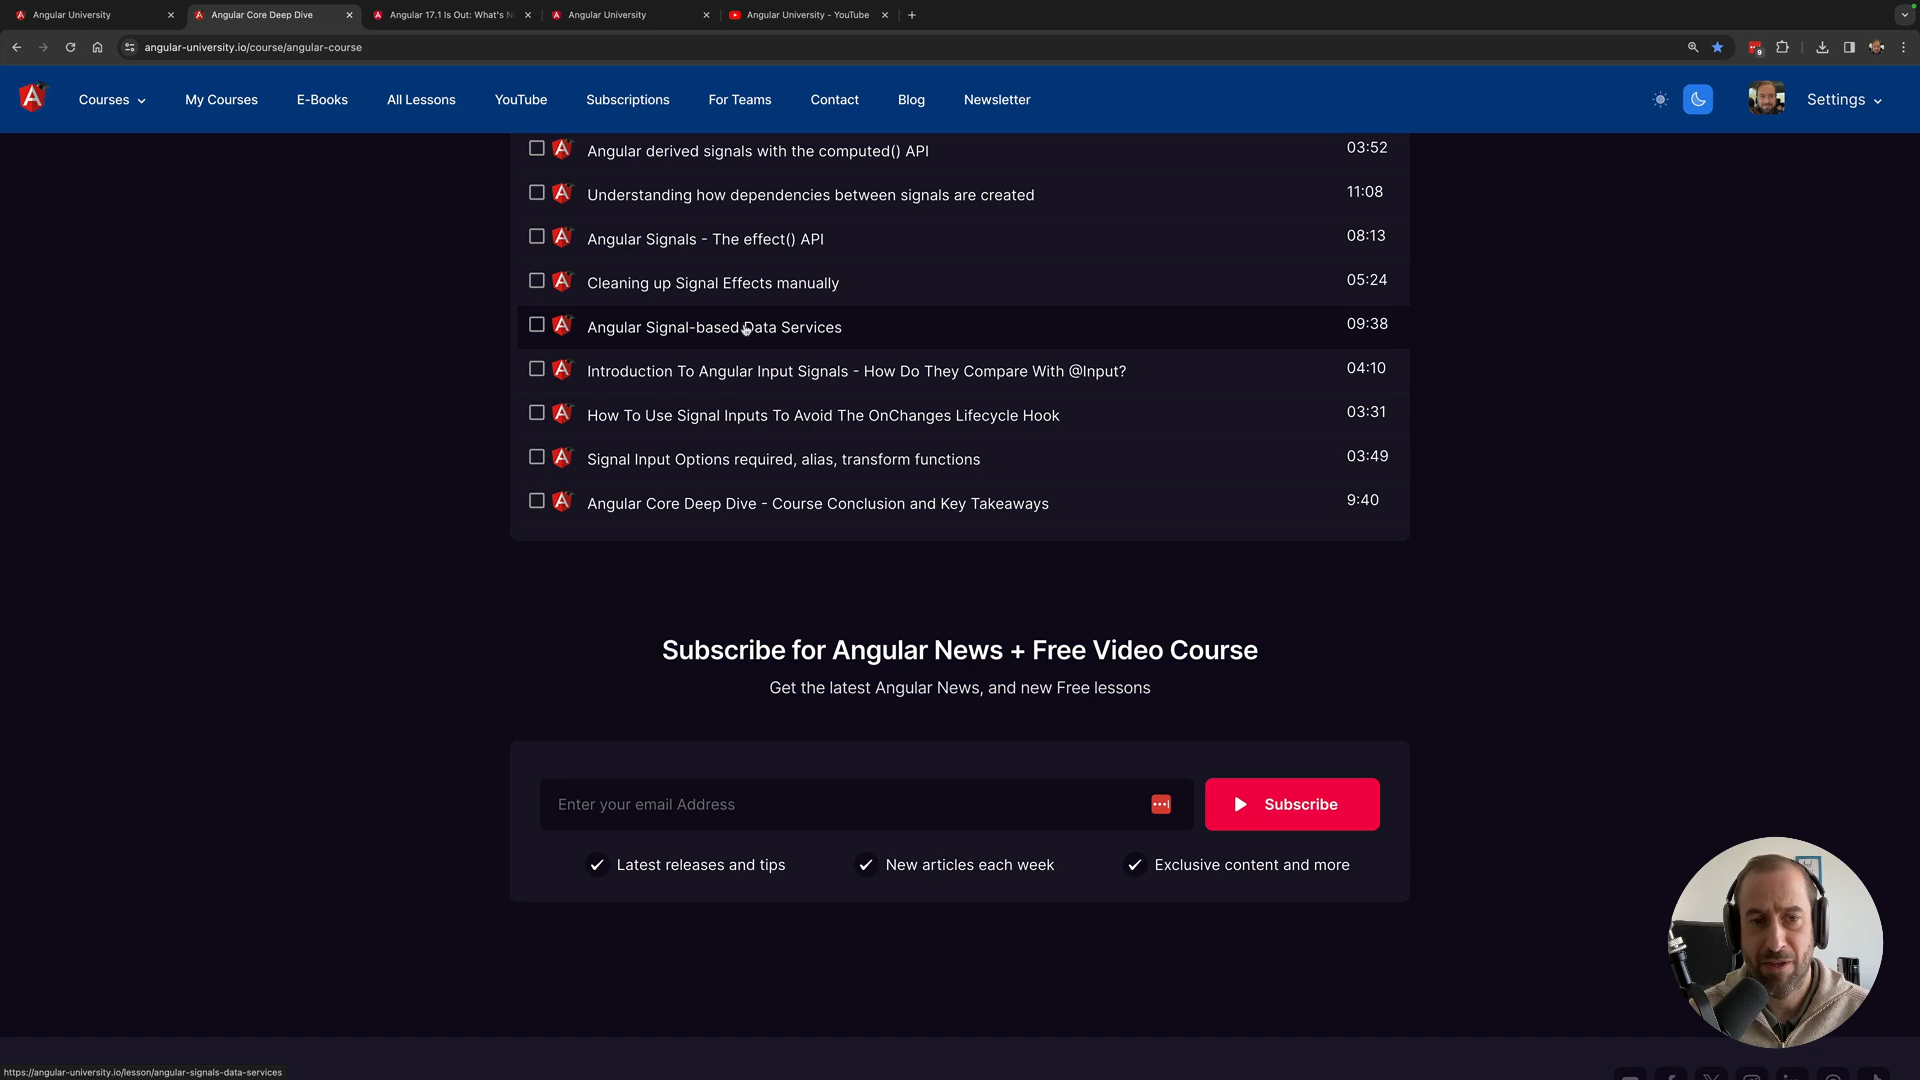 Angular University
Angular Core Deep Dive
Angular 17.1 Is Out: What's N
Angular University
Angular University - YouTube
angular-university.io/course/angular-course
9
Courses
My Courses
E-Books
All Lessons
YouTube
Subscriptions
For Teams
Contact
Blog
Newsletter
Settings
Angular derived signals with the computed() API
03:52
Understanding how dependencies between signals are created
11:08
Angular Signals - The effect() API
08:13
Cleaning up Signal Effects manually
05:24
Angular Signal-based Data Services
09:38
Introduction To Angular Input Signals - How Do They Compare With @Input?
04:10
How To Use Signal Inputs To Avoid The OnChanges Lifecycle Hook
03:31
Signal Input Options required, alias, transform functions
03:49
Angular Core Deep Dive - Course Conclusion and Key Takeaways
9:40
Subscribe for Angular News + Free Video Course
Get the latest Angular News, and new Free lessons
Enter your email Address
Subscribe
Latest releases and tips
New articles each week
Exclusive content and more
https://angular-university.io/lesson/angular-signals-data-services